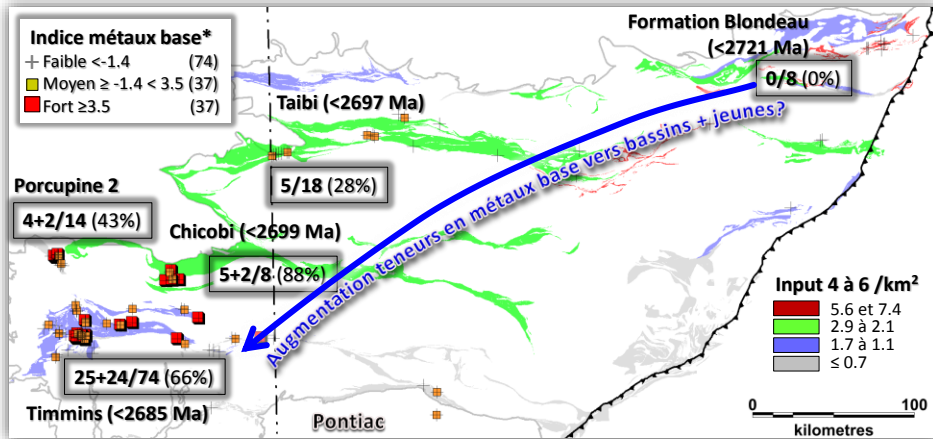 Indice métaux base*
Faible <-1.4 (74)
Moyen ≥ -1.4 < 3.5 (37)
Fort ≥3.5 (37)
Formation Blondeau
(<2721 Ma)
0/8 (0%)
Taibi (<2697 Ma)
5/18 (28%)
Porcupine 2
4+2/14 (43%)
Chicobi (<2699 Ma)
5+2/8 (88%)
Augmentation teneurs en métaux base vers bassins + jeunes?
25+24/74 (66%)
Timmins (<2685 Ma)
Pontiac
Input 4 à 6 /km²
5.6 et 7.4
2.9 à 2.1
1.7 à 1.1
≤ 0.7
0 100
kilometres